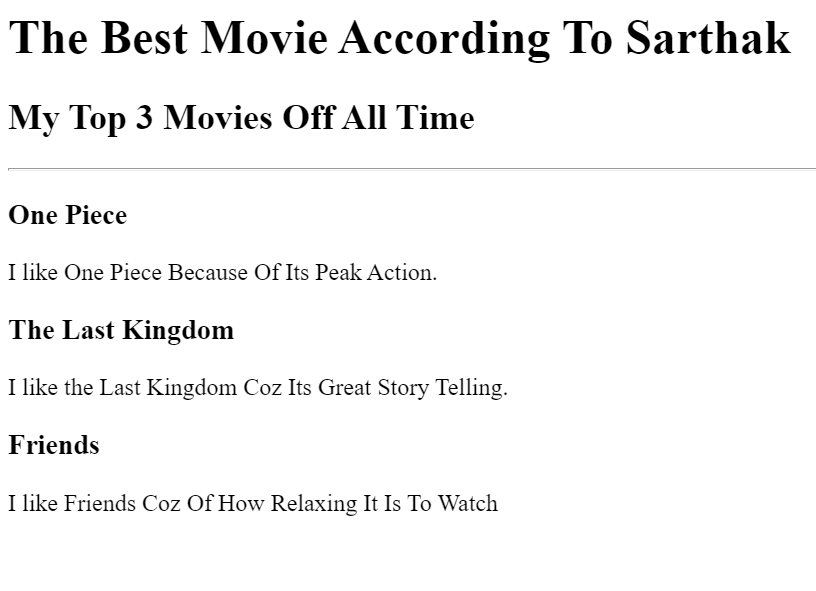 The Best Movie According To Sarthak
My Top 3 Movies Off All Time
One Piece
I like One Piece Because Of Its Peak Action.
The Last Kingdom
I like the Last Kingdom Coz Its Great Story Telling.
Friends
I like Friends Coz Of How Relaxing It Is To Watch